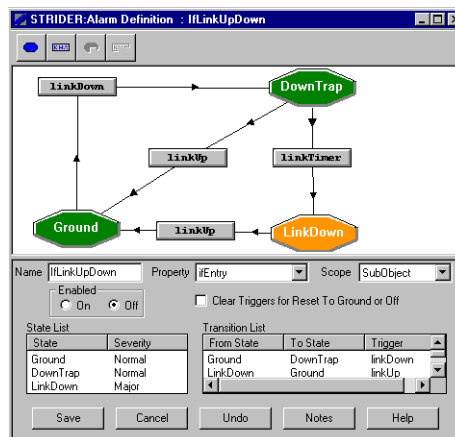 STRIDER:Alarm Definition : IfLinkUpDown
linkDown
DownTrap
linkUp
linkTimer
Ground
linkUp
LinkDown
Name IfLinkUpDown Property ifEntry Scope SubObject
Enabled
On Off
Clear Triggers for Reset To Ground or Off
State List Transition List
State Severity From State To State Trigger
Ground Normal Ground DownTrap linkDown
DownTrap Normal LinkDown Ground linkUp
LinkDown Major
Save Cancel Undo Notes Help